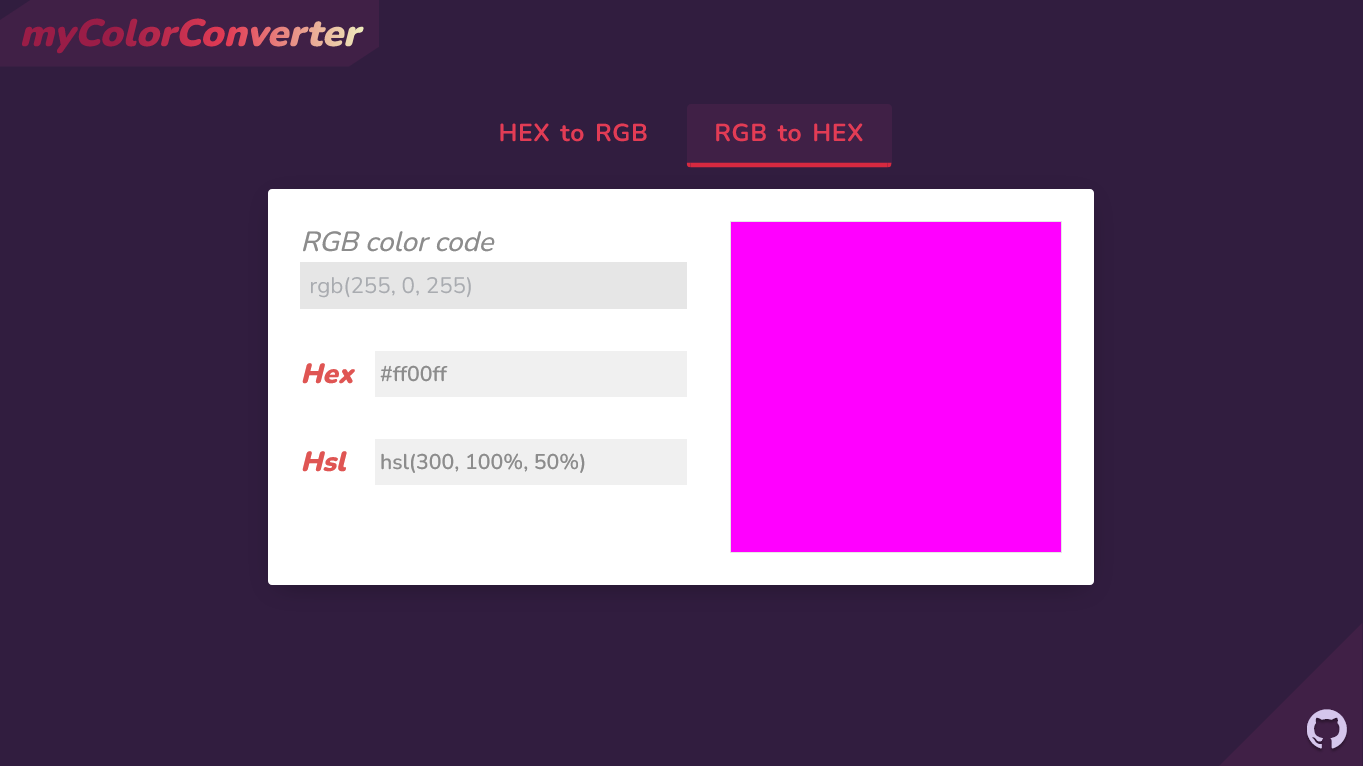 myColorConverter
HEX to RGB
RGB to HEX
RGB color code
rgb(255, 0, 255)
Hex
#ff00ff
Hsl
hsl(300, 100%, 50%)